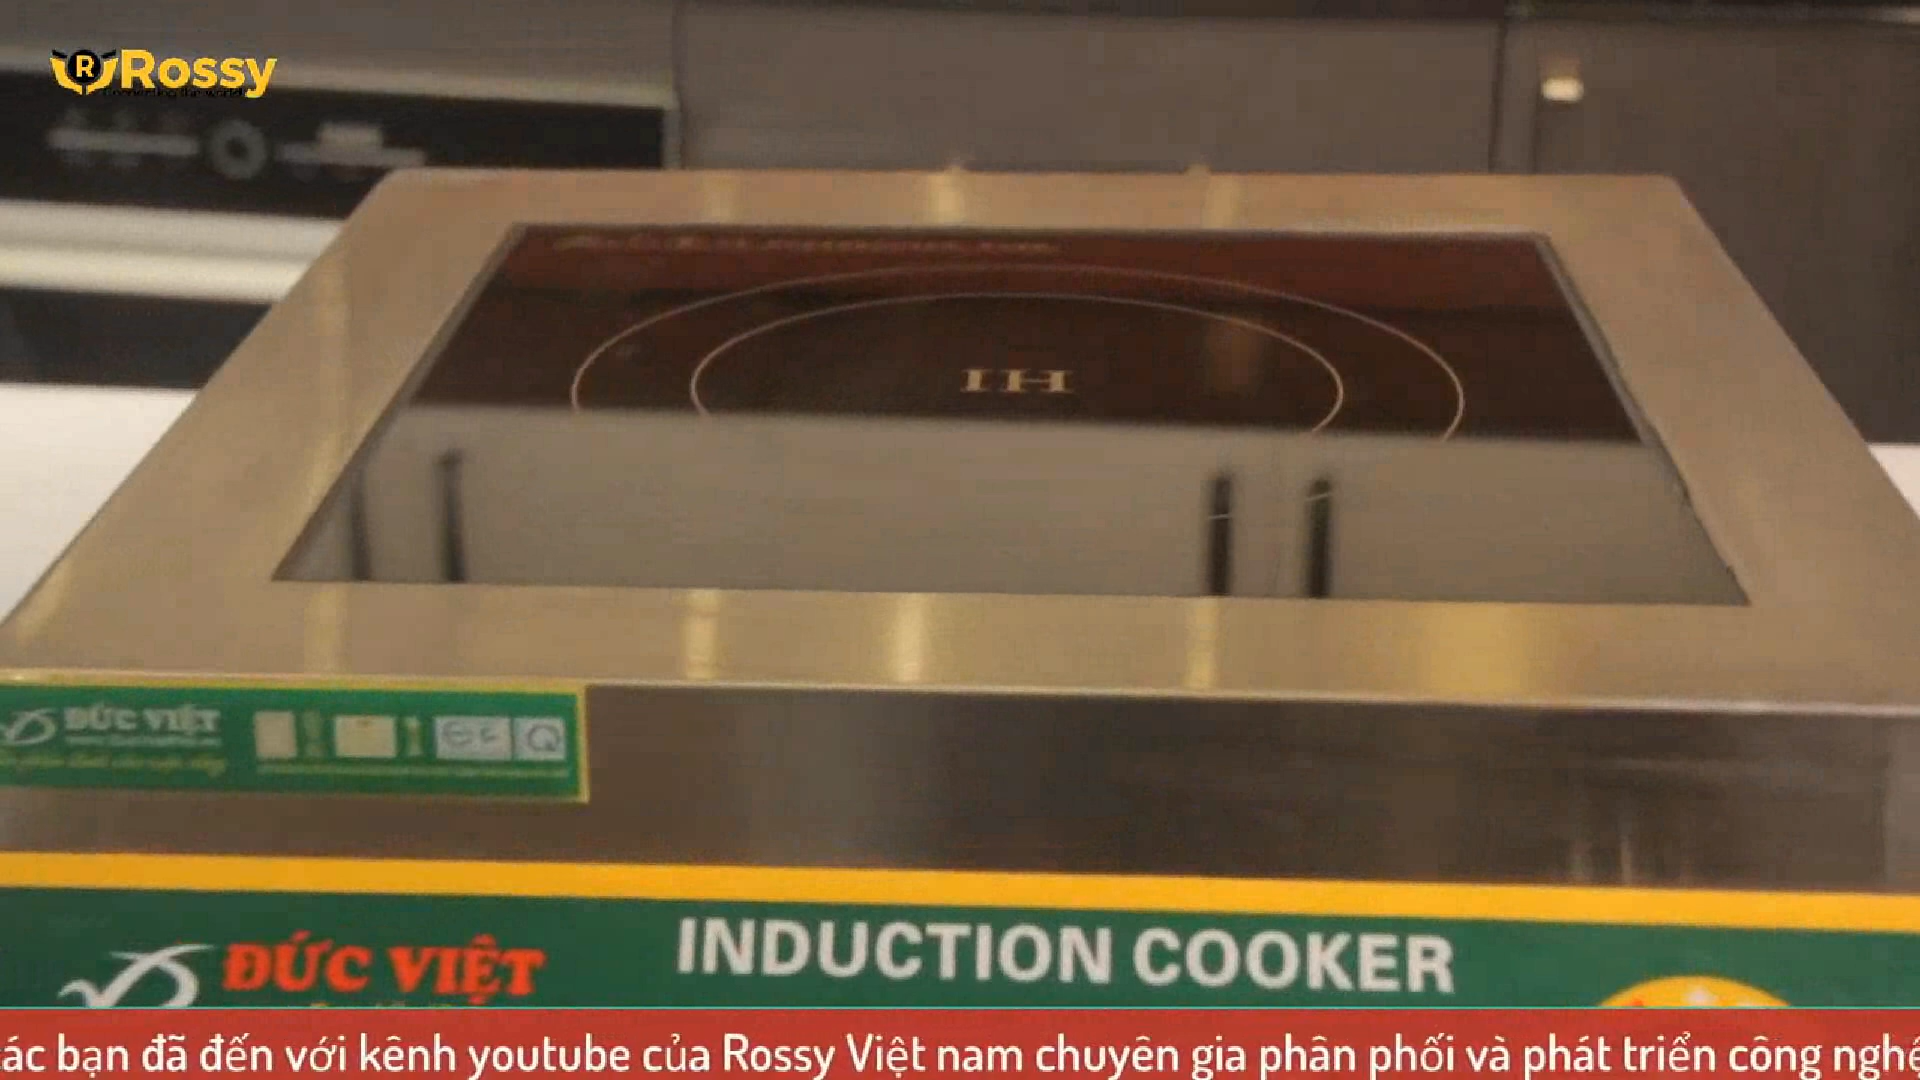 R Rossy
IH
ĐỨC VIỆT
Q
INDUCTION COOKER
ĐỨC VIỆT
ác bạn đã đến với kênh youtube của Rossy Việt nam chuyên gia phân phối và phát triển công nghệ